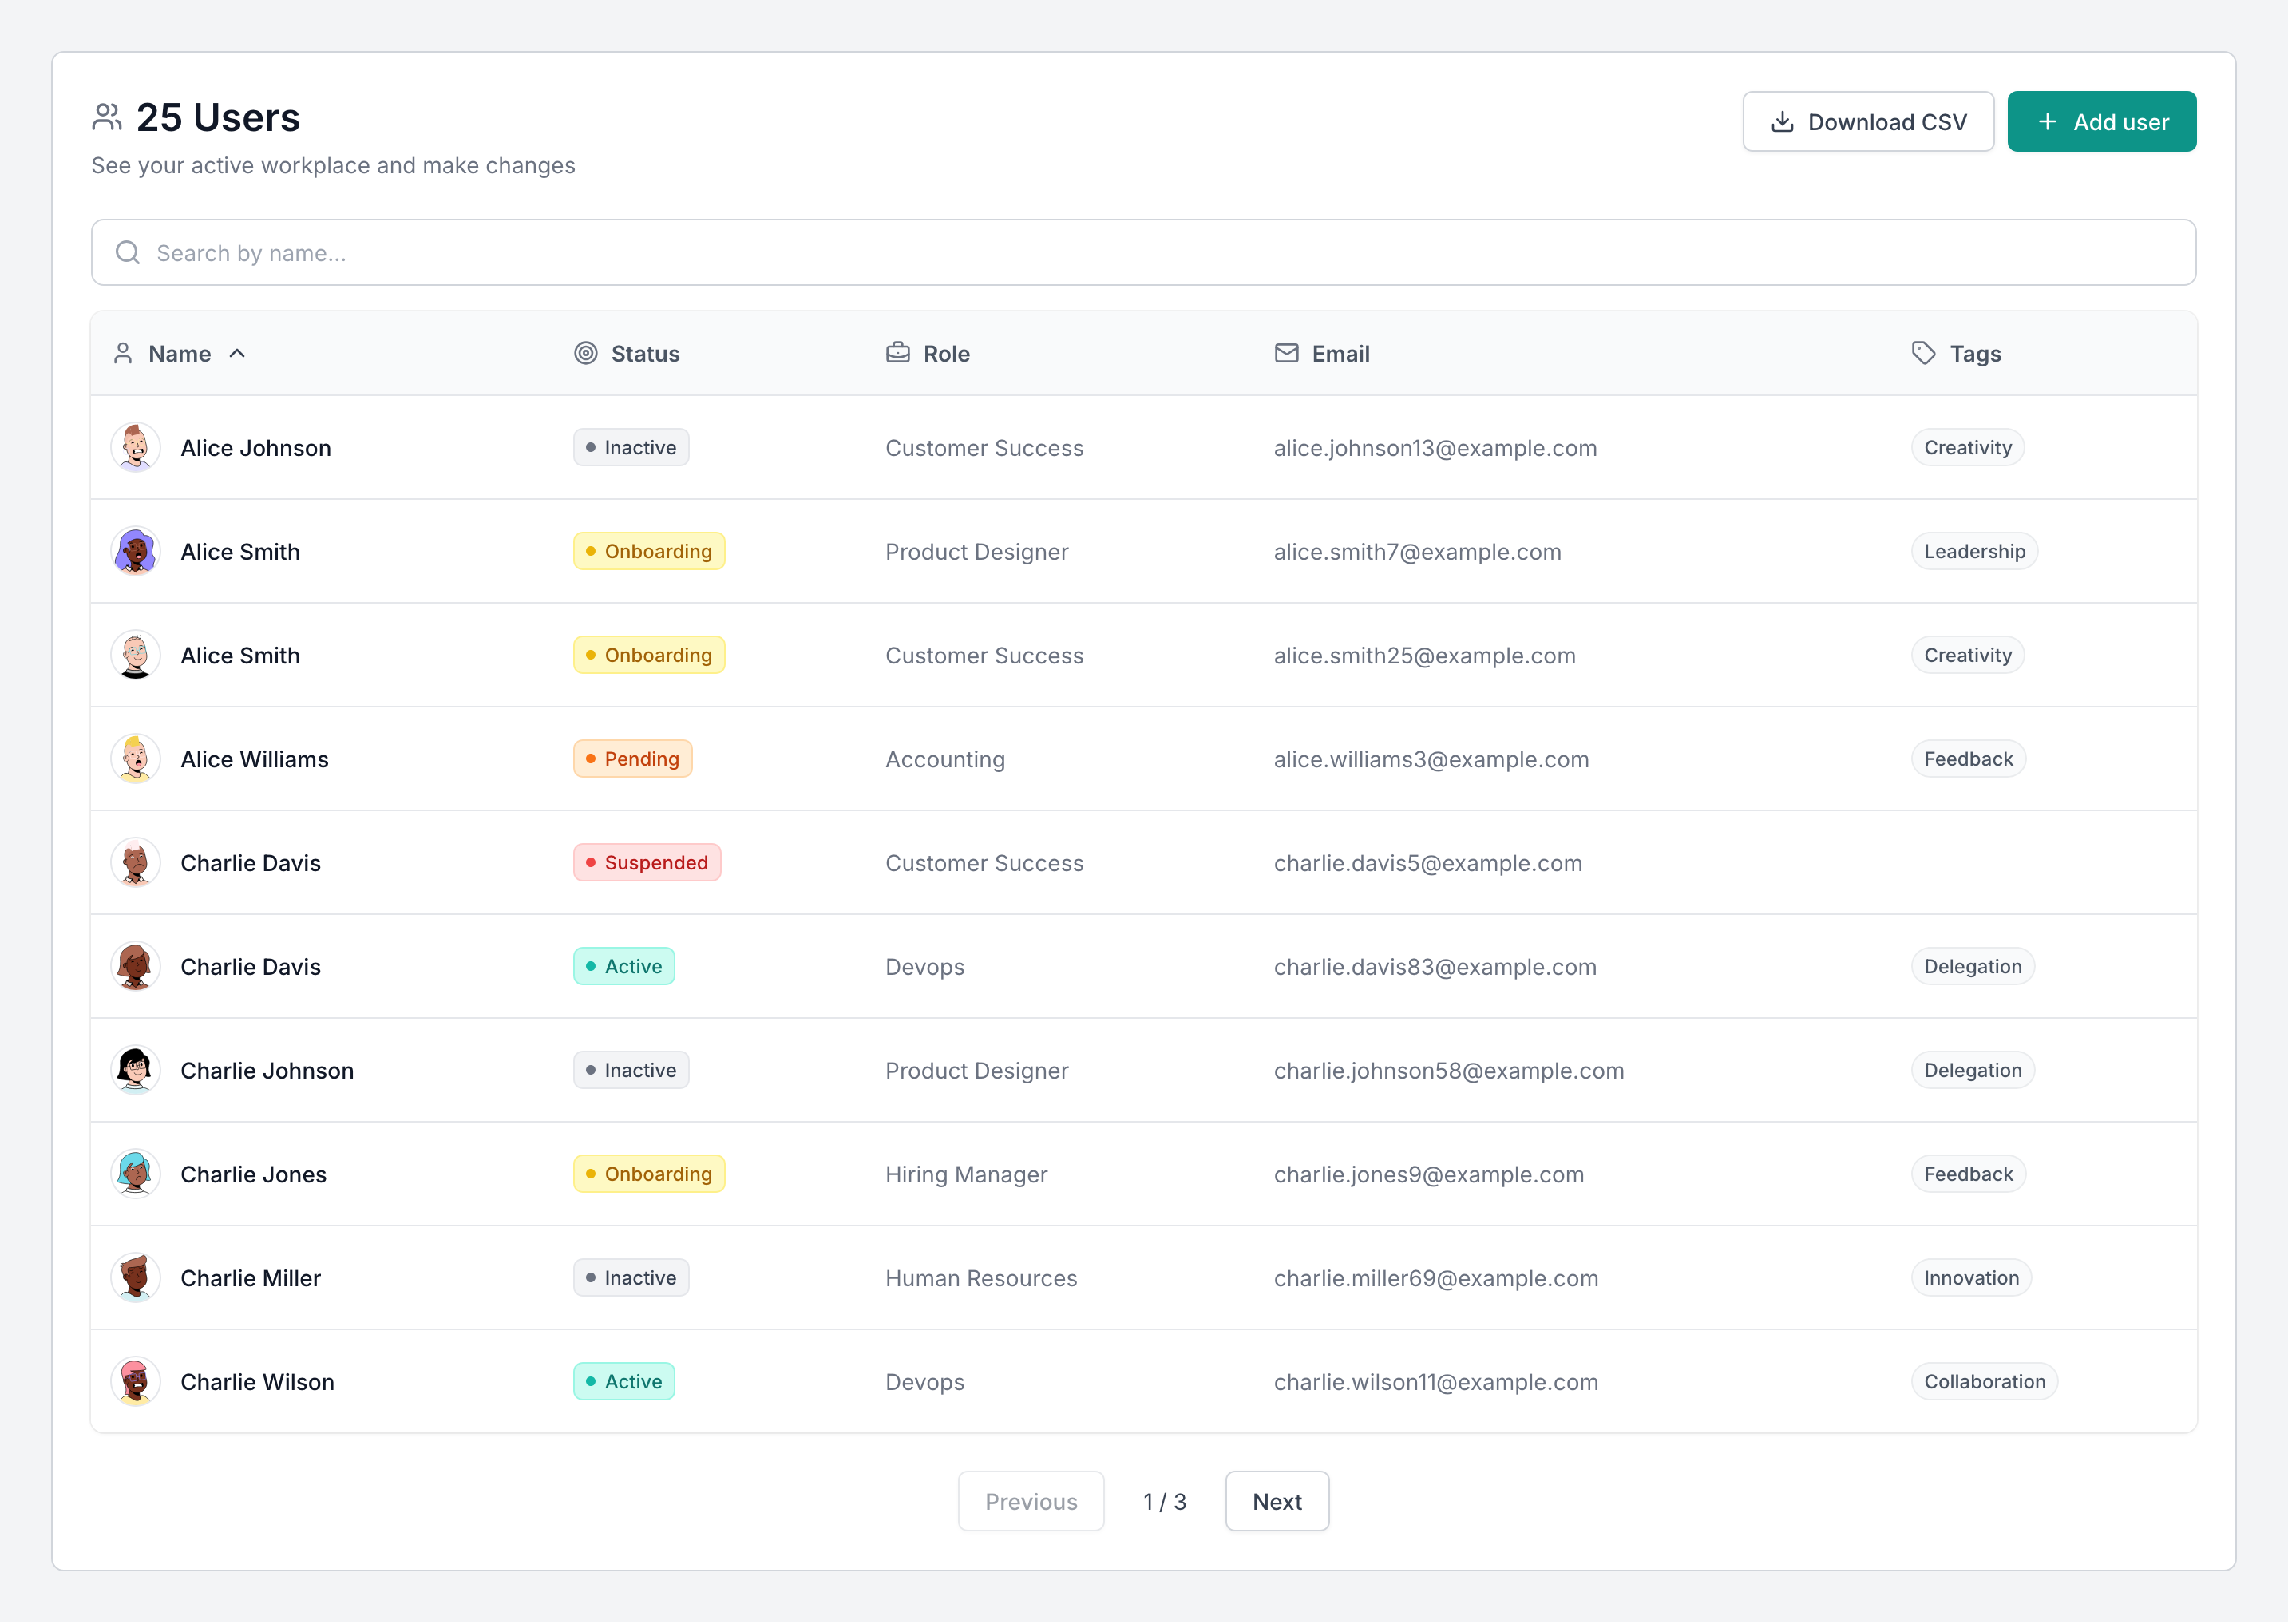 25 Users
Download CSV
Add user
See your active workplace and make changes
Search by name...
Name Status Role Email Tags
Alice Johnson Inactive Customer Success alice.johnson13@example.com Creativity
Alice Smith Onboarding Product Designer alice.smith7@example.com Leadership
Alice Smith Onboarding Customer Success alice.smith25@example.com Creativity
Alice Williams Pending Accounting alice.williams3@example.com Feedback
Charlie Davis Suspended Customer Success charlie.davis5@example.com
Charlie Davis Active Devops charlie.davis83@example.com Delegation
Charlie Johnson Inactive Product Designer charlie.johnson58@example.com Delegation
Charlie Jones Onboarding Hiring Manager charlie.jones9@example.com Feedback
Charlie Miller Inactive Human Resources charlie.miller69@example.com Innovation
Charlie Wilson Active Devops charlie.wilson11@example.com Collaboration
Previous 1 / 3 Next